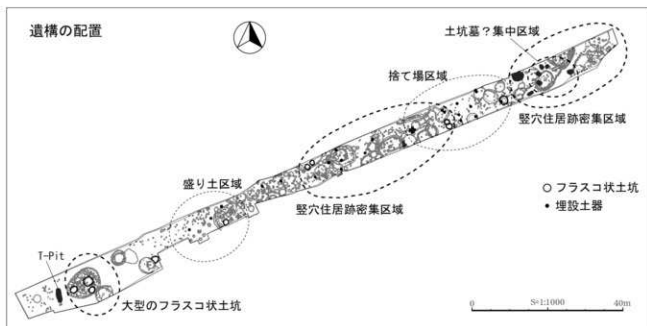 遺構の配置
土坑墓？集中区域
捨て場区域
竪穴住居跡密集区域
盛り土区域
フラスコ状土坑
竪穴住居跡密集区域
埋設土器
T-Pit
大型のフラスコ状土坑
S=1:1000
0 40m